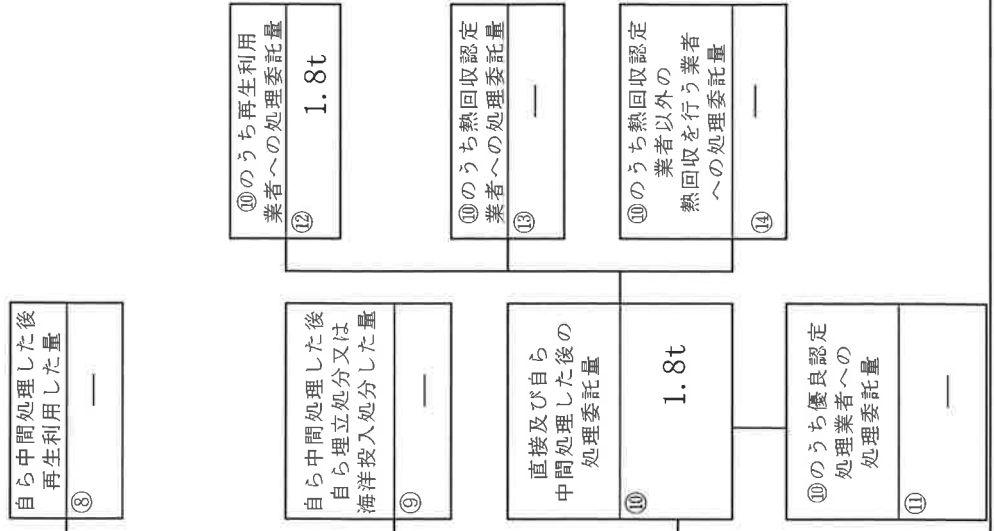 自ら中間処理した後
再生利用した量
⑧
—
自ら中間処理した後
自ら埋立処分又は
海洋投入処分した量
⑨
—
直接及び自ら
中間処理した後の
処理委託量
⑩
1.8t
⑩のうち優良認定
処理業者への
処理委託量
⑪
—
⑩のうち再生利用
業者への処理委託量
⑫
1.8t
⑩のうち熱回収認定
業者への処理委託量
⑬
—
⑩のうち熱回収認定
業者以外の
熱回収を行う業者
への処理委託量
⑭
—